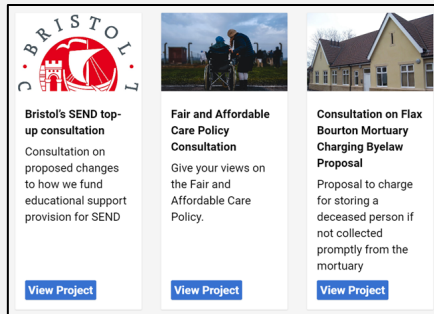 BRISTOL
Bristol's SEND top-
up consultation
Consultation on
proposed changes
to how we fund
educational support
provision for SEND
View Project
Fair and Affordable
Care Policy
Consultation
Give your views on
the Fair and
Affordable Care
Policy.
View Project
Consultation on Flax
Bourton Mortuary
Charging Byelaw
Proposal
Proposal to charge
for storing a
deceased person if
not collected
promptly from the
mortuary
View Project